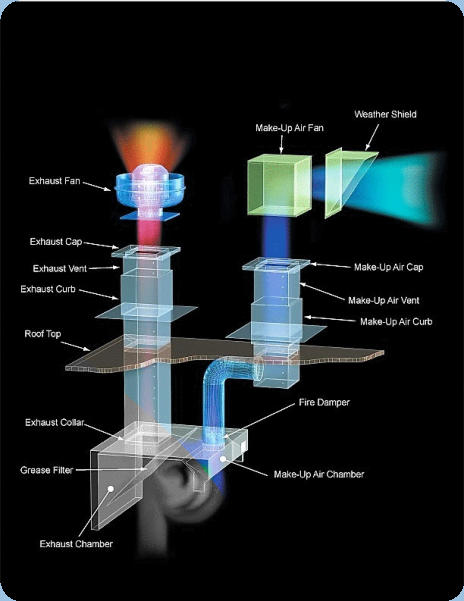 Make-Up Air Fan
Weather Shield
Exhaust Fan
Exhaust Cap
Exhaust Vent
Exhaust Curb
Make-Up Air Cap
Make-Up Air Vent
Make-Up Air Curb
Roof Top
Fire Damper
Exhaust Collar
Grease Filter
Make-Up Air Chamber
Exhaust Chamber